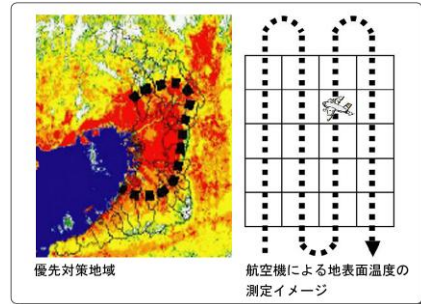 優先対策地域
航空機による地表面温度の
測定イメージ